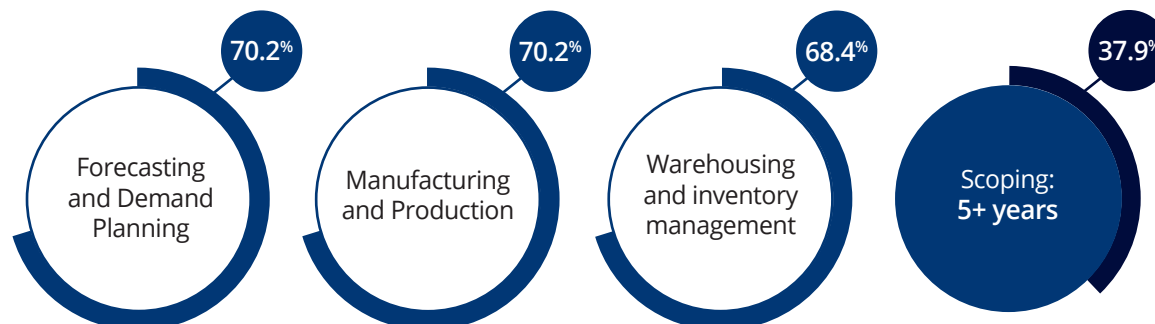 70.2%
70.2%
68.4%
37.9%
Forecasting
and Demand
Planning
Manufacturing
and Production
Warehousing
and inventory
management
Scoping:
5+ years